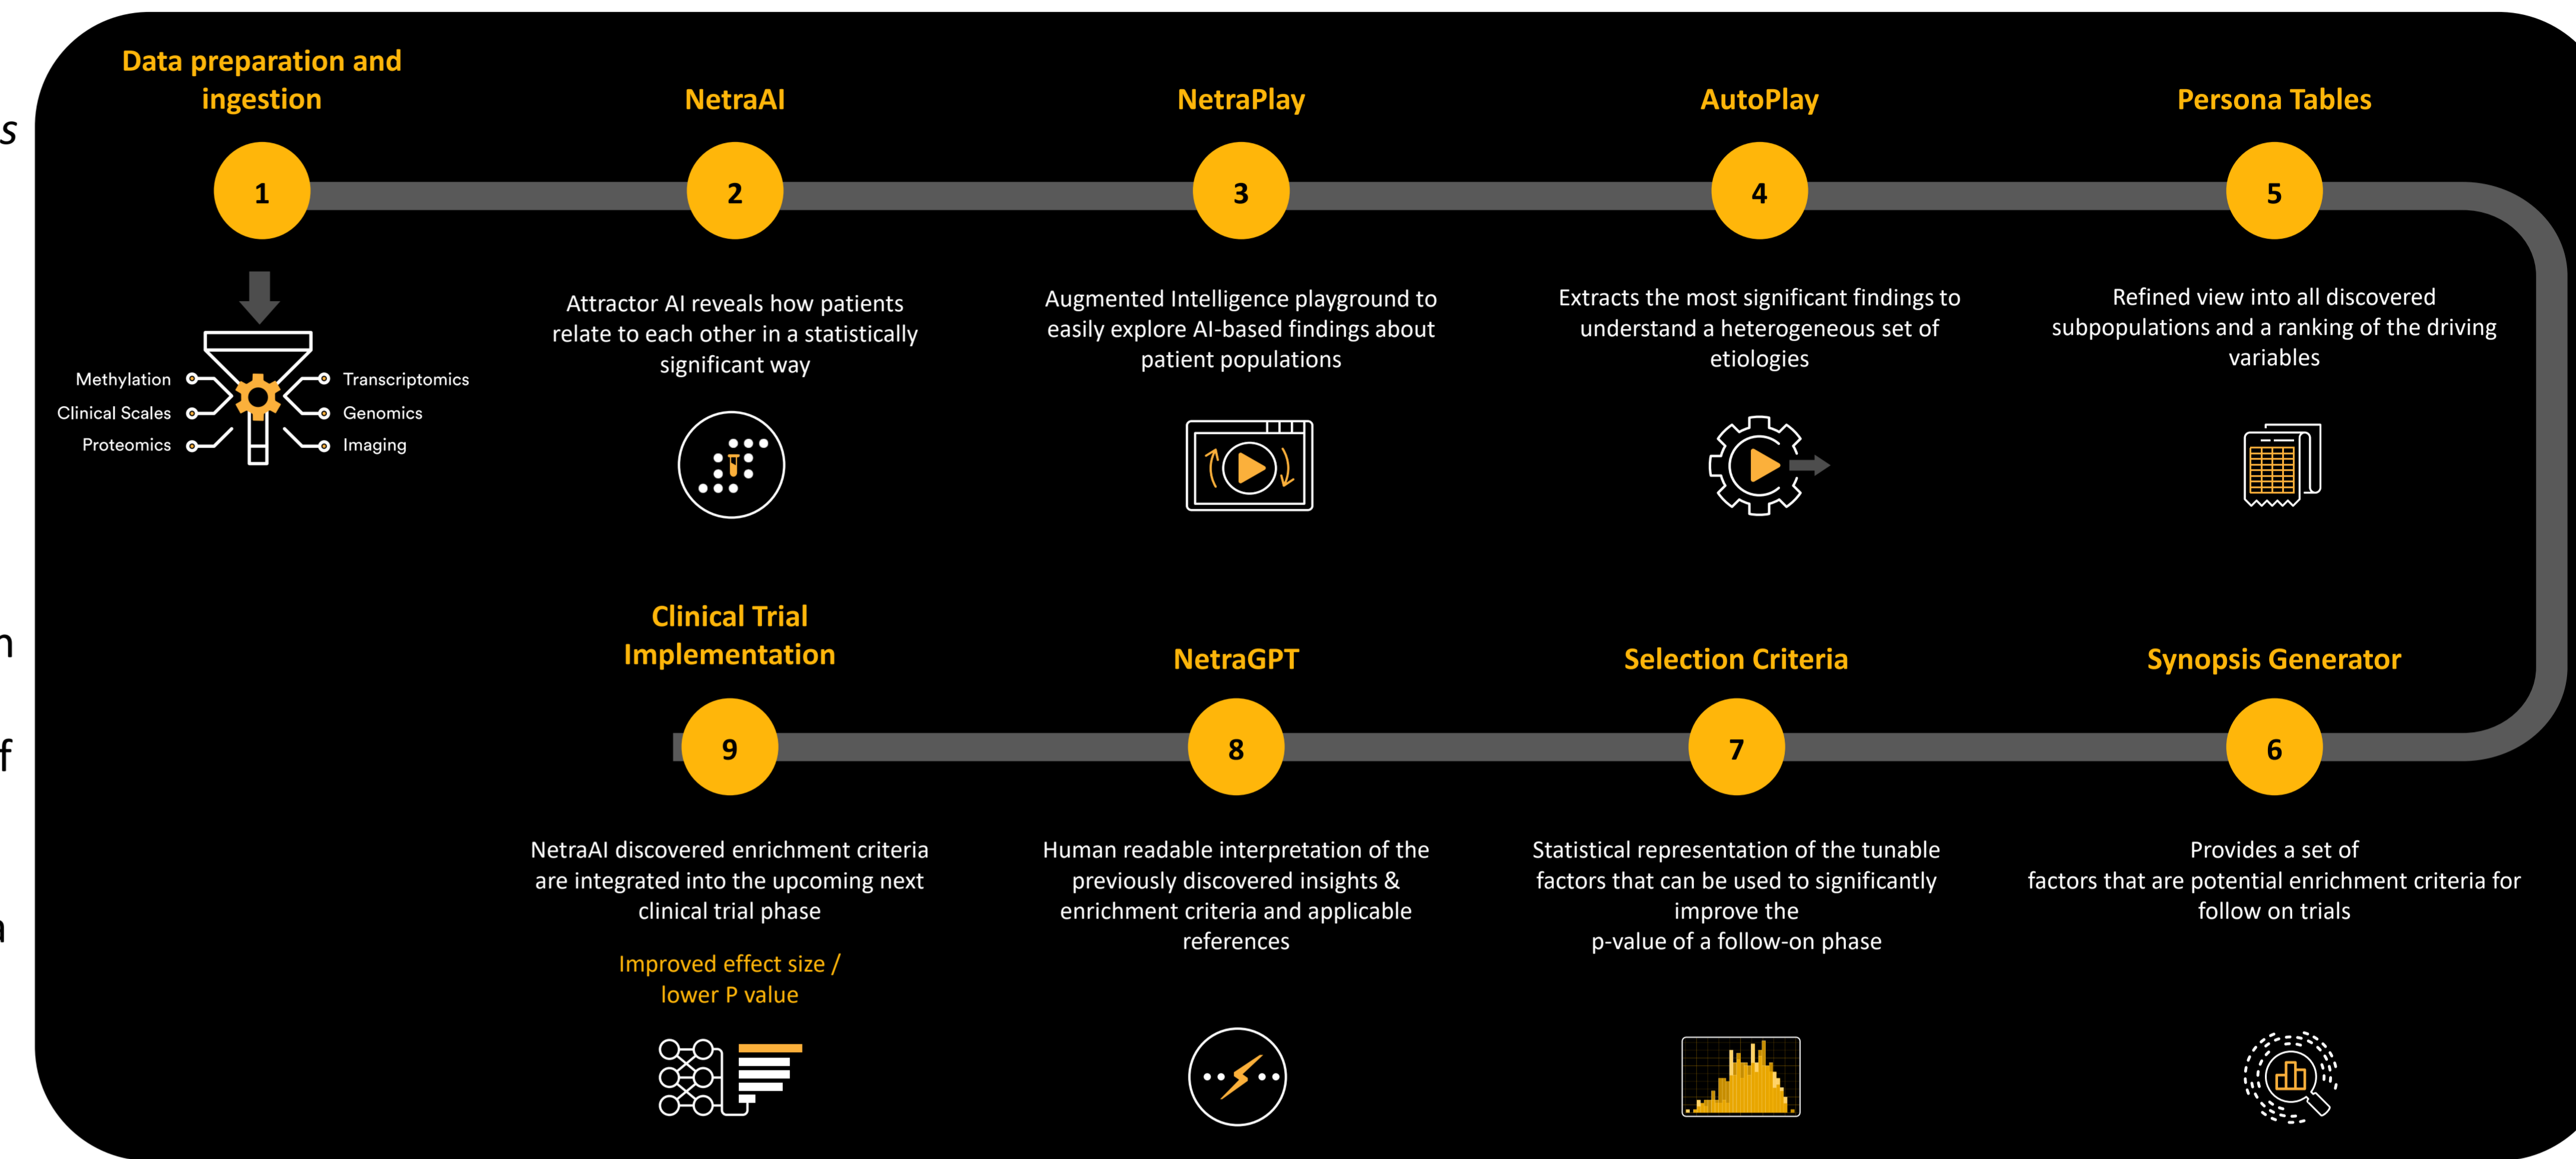 Data preparation and
ingestion
1
Methylation
Clinical Scales
Proteomics
Transcriptomics
Genomics
Imaging
NetraAI
2
Attractor AI reveals how patients
relate to each other in a statistically
significant way
NetraPlay
3
Augmented Intelligence playground to
easily explore AI-based findings about
patient populations
AutoPlay
4
Extracts the most significant findings to
understand a heterogeneous set of
etiologies
Persona Tables
5
Refined view into all discovered
subpopulations and a ranking of the driving
variables
Synopsis Generator
6
Provides a set of
factors that are potential enrichment criteria for
follow on trials
Selection Criteria
7
Statistical representation of the tunable
factors that can be used to significantly
improve the
p-value of a follow-on phase
NetraGPT
8
Human readable interpretation of the
previously discovered insights &
enrichment criteria and applicable
references
Clinical Trial
Implementation
9
NetraAI discovered enrichment criteria
are integrated into the upcoming next
clinical trial phase
Improved effect size /
lower P value